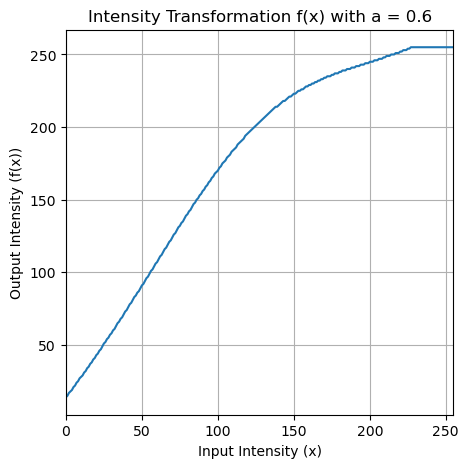 Intensity Transformation f(x) with a = 0.6
Output Intensity (f(x))
250
200
150
100
50
0 50 100 150 200 250
Input Intensity (x)